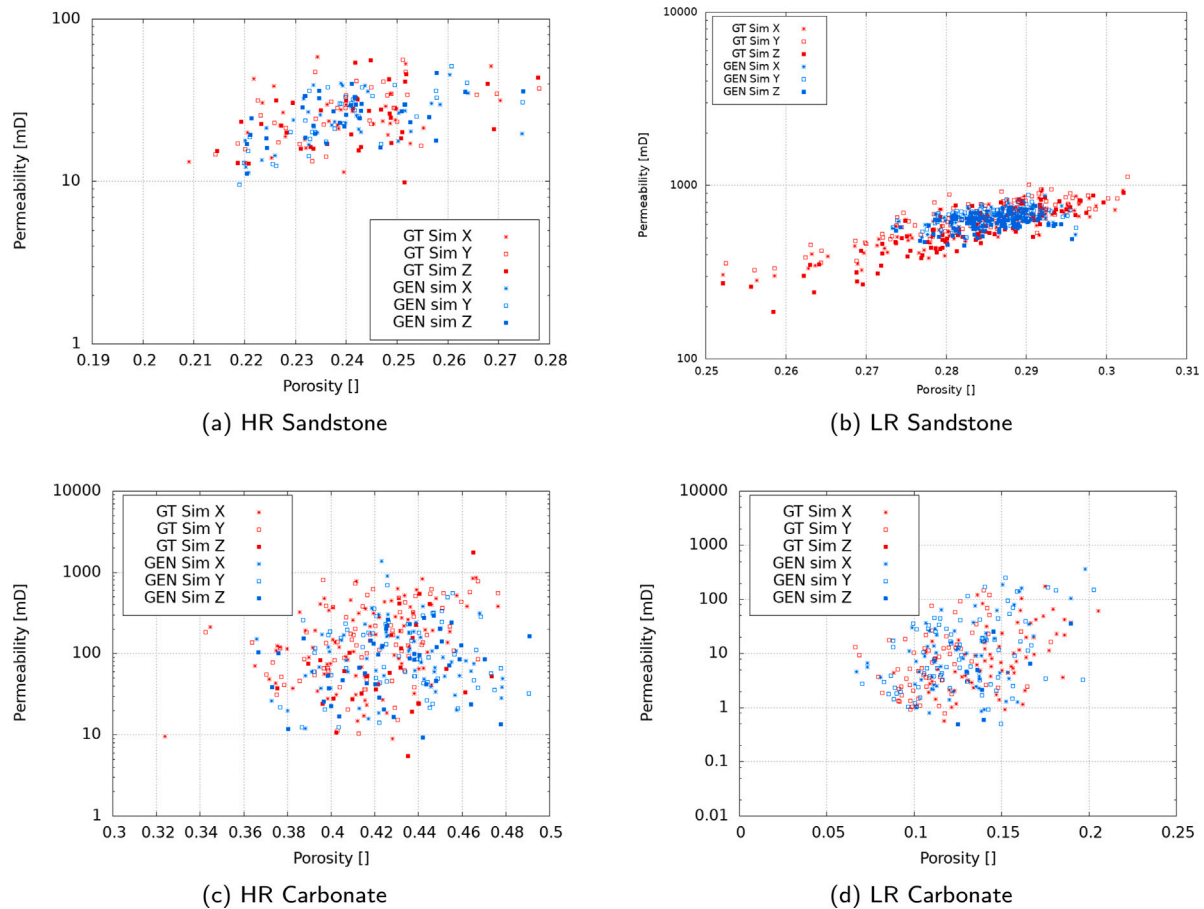 100
10
1
Permeability [mD]
GT Sim X
GT Sim Y
GT Sim Z
GEN sim X
GEN sim Y
GEN sim Z
0.19 0.2 0.21 0.22 0.23 0.24 0.25 0.26 0.27 0.28
Porosity []
(a) HR Sandstone
10000
1000
100
Permeability [mD]
GT Sim X
GT Sim Y
GT Sim Z
GEN Sim X
GEN Sim Y
GEN Sim Z
0.25 0.26 0.27 0.28 0.29 0.3 0.31
Porosity []
(b) LR Sandstone
10000
1000
100
10
1
Permeability [mD]
GT Sim X
GT Sim Y
GT Sim Z
GEN Sim X
GEN Sim Y
GEN Sim Z
0.3 0.32 0.34 0.36 0.38 0.4 0.42 0.44 0.46 0.48 0.5
Porosity []
(c) HR Carbonate
10000
1000
100
10
1
0.1
0.01
Permeability [mD]
GT Sim X
GT Sim Y
GT Sim Z
GEN sim X
GEN sim Y
GEN sim Z
0 0.05 0.1 0.15 0.2 0.25
Porosity []
(d) LR Carbonate